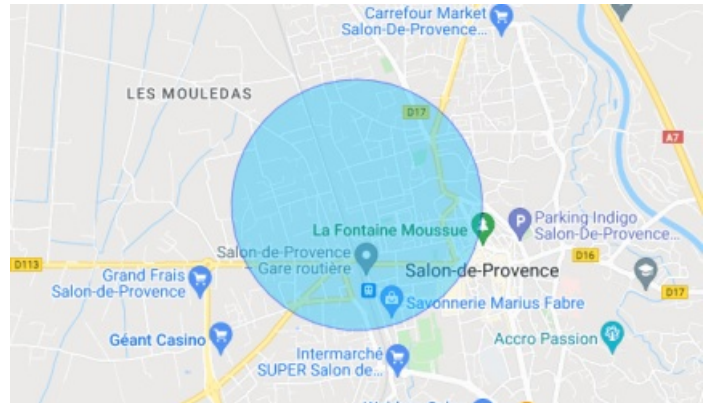 Carrefour Market
Salon-De-Provence...
LES MOULEDAS
D17
A7
La Fontaine Moussue
Parking Indigo
Salon-De-Provence...
Salon-de-Provence
Gare routière
D113
Grand Frais
Salon-de-Provence
Salon-de-Provence
D16
D17
Savonnerie Marius Fabre
Géant Casino
Accro Passion
Intermarché
SUPER Salon de...